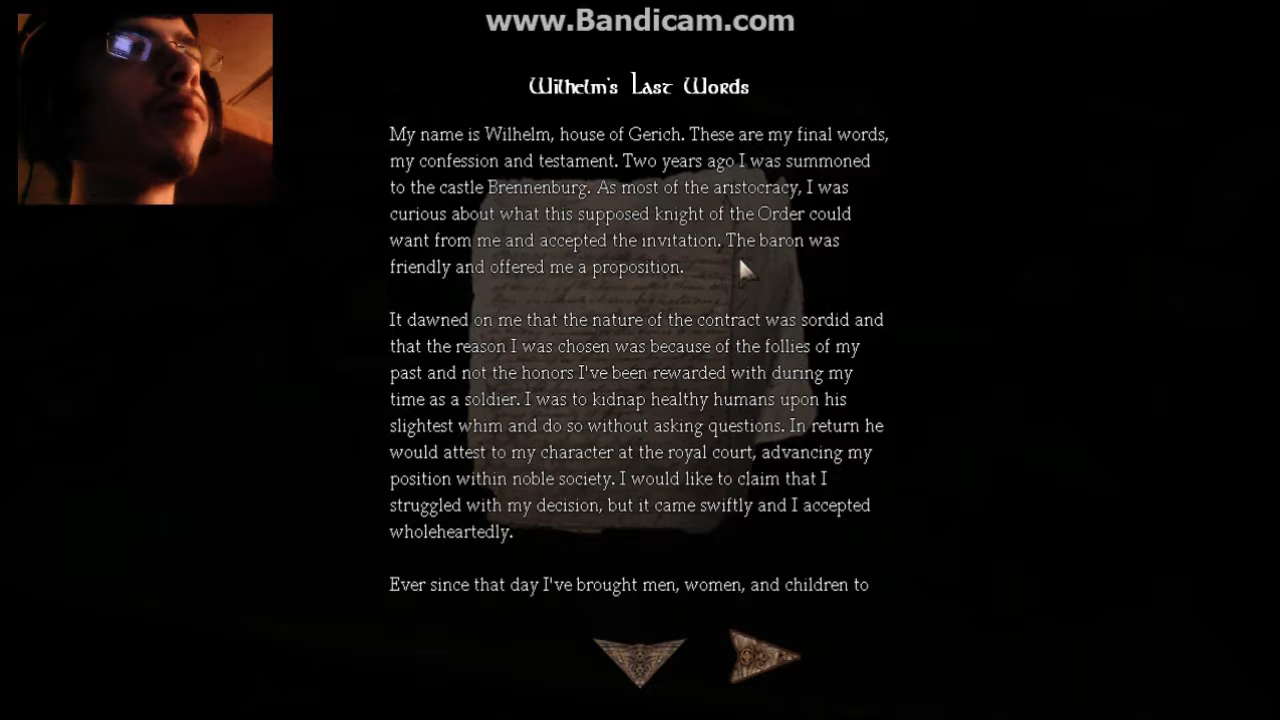 www.Bandicam.com
Wilhelm's Last Words
My name is Wilhelm, house of Gerich. These are my final words,
my confession and testament. Two years ago I was summoned
to the castle Brennenburg. As most of the aristocracy, I was
curious about what this supposed knight of the Order could
want from me and accepted the invitation. The baron was
friendly and offered me a proposition.
It dawned on me that the nature of the contract was sordid and
that the reason I was chosen was because of the follies of my
past and not the honors I've been rewarded with during my
time as a soldier. I was to kidnap healthy humans upon his
slightest whim and do so without asking questions. In return he
would attest to my character at the royal court, advancing my
position within noble society. I would like to claim that I
struggled with my decision, but it came swiftly and I accepted
wholeheartedly.
Ever since that day I've brought men, women, and children to